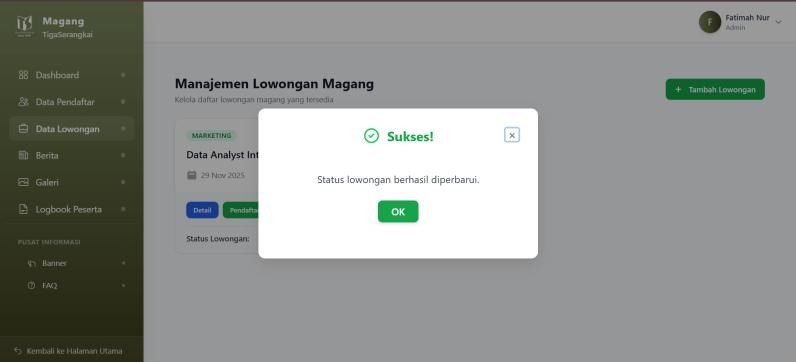 Magang
TigaSerangkai
Dashboard
Data Pendaftar
Data Lowongan
Berita
Galeri
Logbook Peserta
PUSAT INFORMASI
Banner
FAQ
Kembali ke Halaman Utama
F
Fatimah Nur
Admin
Manajemen Lowongan Magang
Kelola daftar lowongan magang yang tersedia
+ Tambah Lowongan
MARKETING
Data Analyst Int
29 Nov 2025
Detail
Pendafta
Status Lowongan:
Sukses!
×
Status lowongan berhasil diperbarui.
OK